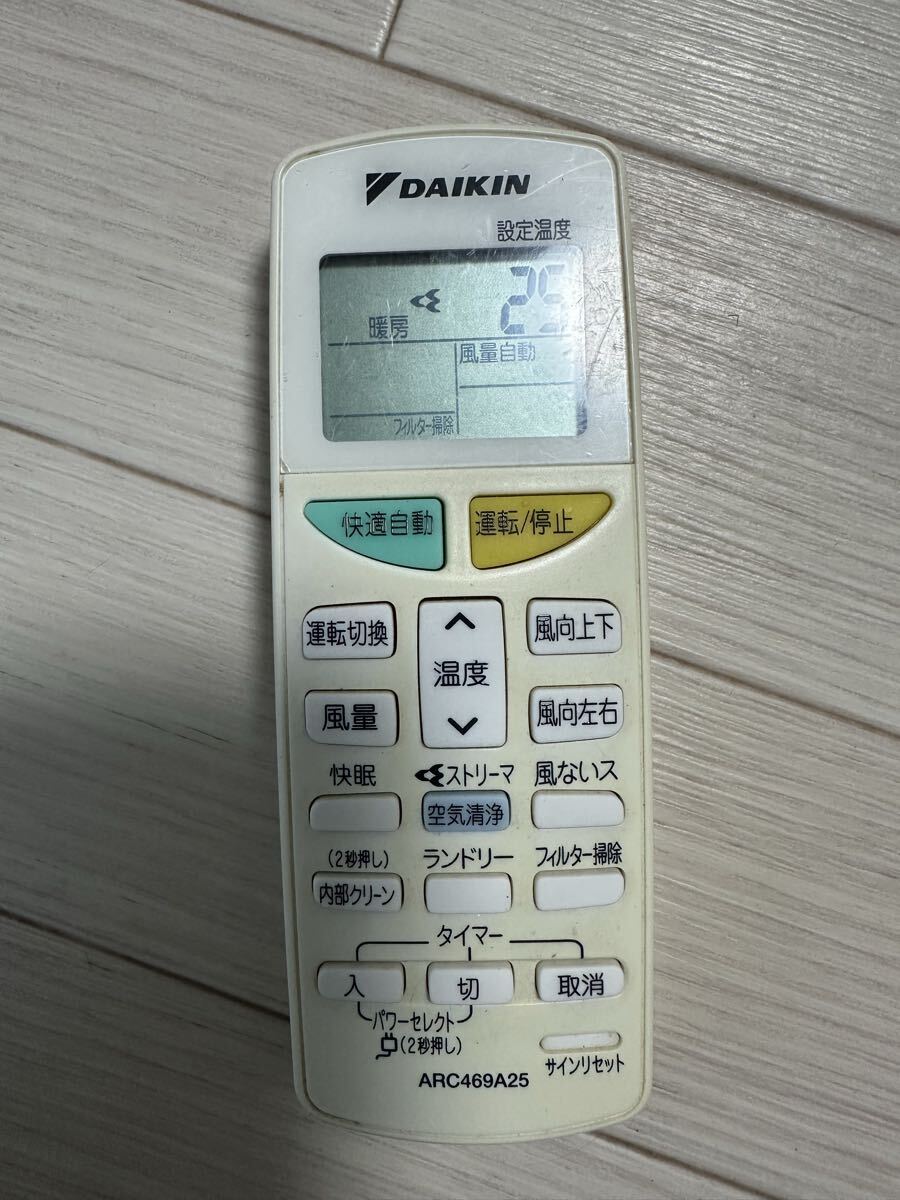 DAIKIN
設定温度
25
暖房
風量自動
フィルター掃除
快適自動
運転/停止
運転切換
温度
風向上下
風量
風向左右
快眠
ストリーマ
風ないス
空気清浄
(2秒押し)
ランドリー
フィルター掃除
内部クリーン
タイマー
入
切
取消
パワーセレクト
(2秒押し)
サインリセット
ARC469A25